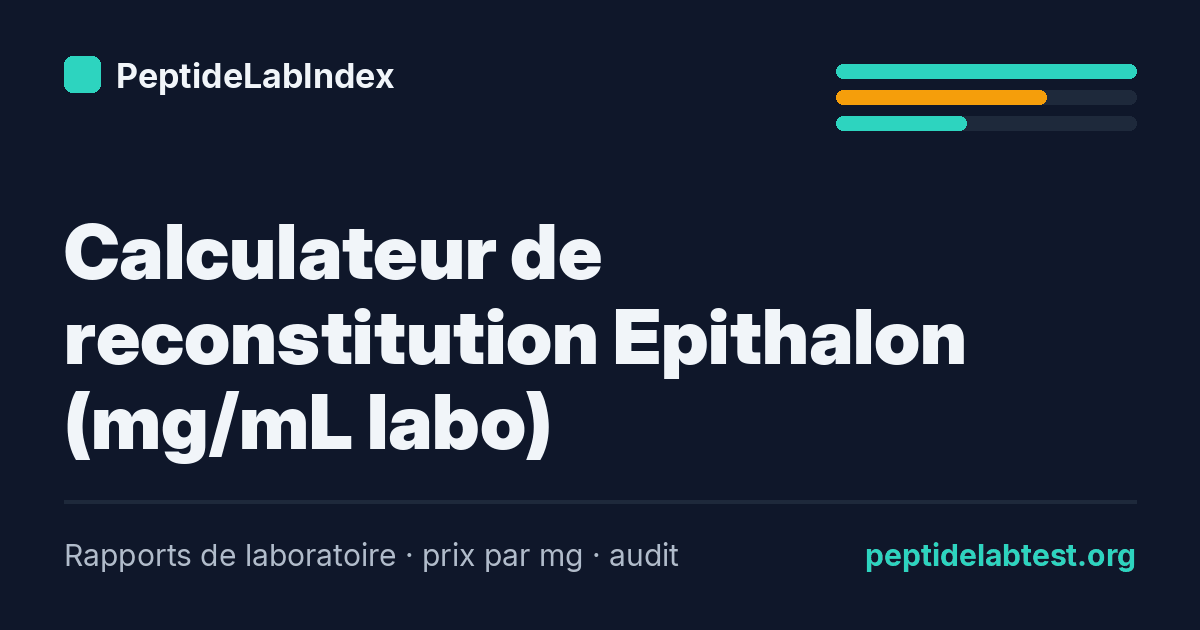 PeptideLabIndex
Calculateur de
reconstitution Epithalon
(mg/mL labo)
Rapports de laboratoire · prix par mg · audit
peptidelabtest.org